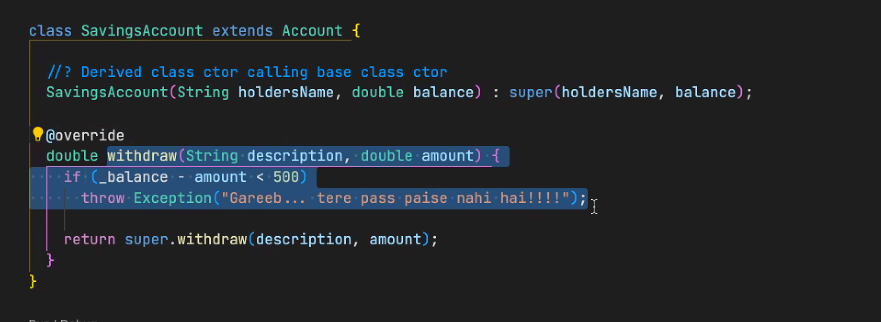 class SavingsAccount extends Account {
//? Derived class ctor calling base class ctor
SavingsAccount(String holdersName, double balance) : super(holdersName, balance);
@override
double withdraw(String description, double amount) {
if (_balance - amount < 500)
throw Exception("Gareeb... tere pass paise nahi hai!!!!");
return super.withdraw(description, amount);
}
}